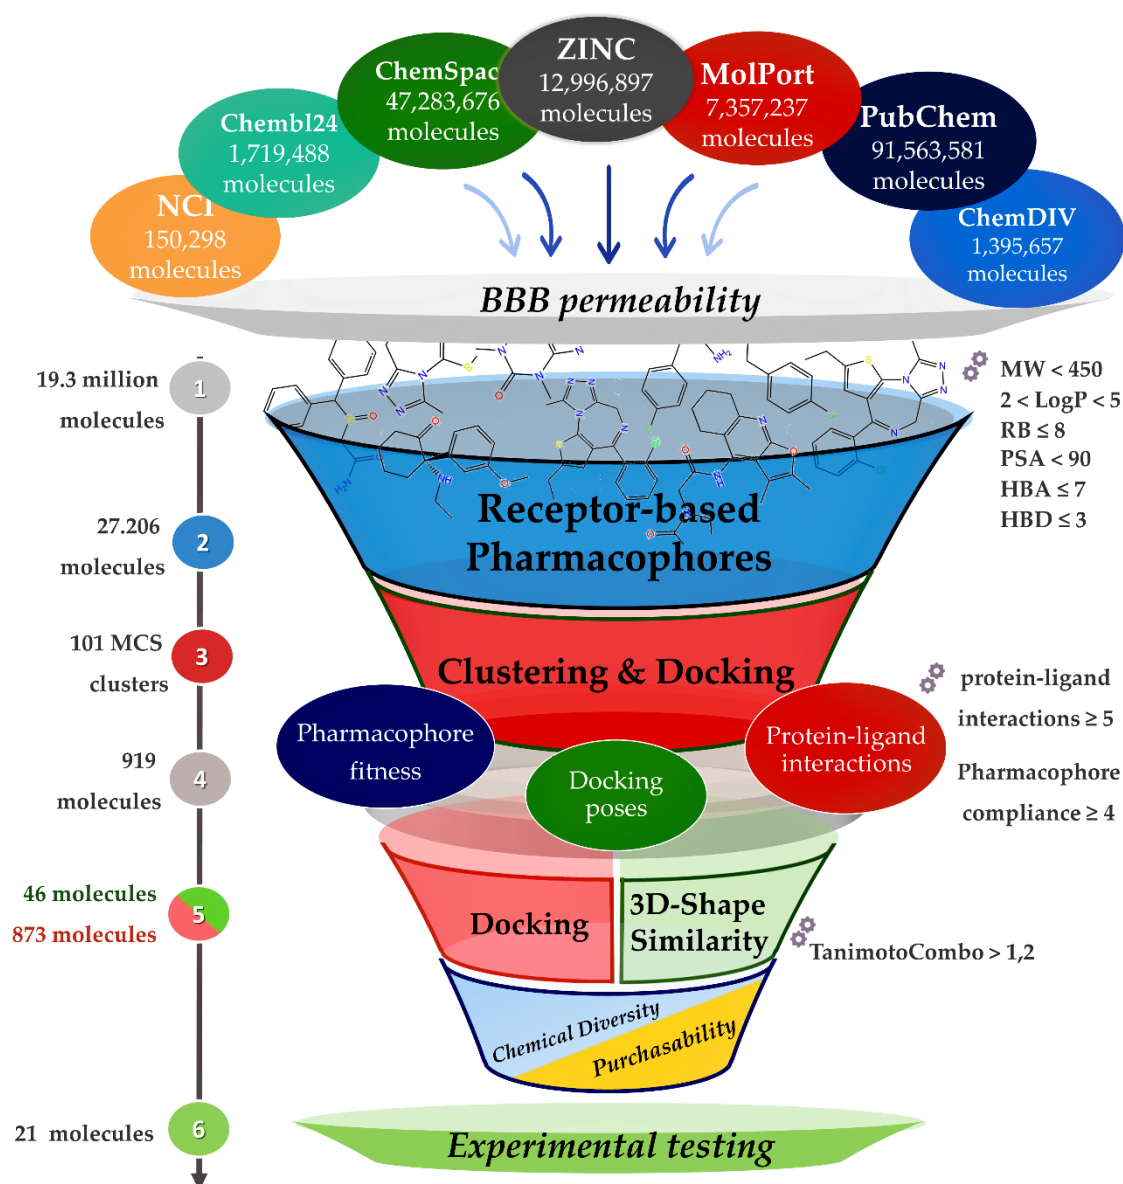 ZINC
12,996,897
molecules
ChemSpac
47,283,676
molecules
MolPort
7,357,237
molecules
Chembl24
1,719,488
molecules
PubChem
91,563,581
molecules
NCI
150,298
molecules
ChemDIV
1,395,657
molecules
BBB permeability
19.3 million
molecules
1
MW < 450
2 < LogP < 5
RB ≤ 8
PSA < 90
HBA ≤ 7
HBD ≤ 3
27.206
molecules
2
Receptor-based
Pharmacophores
101 MCS
clusters
3
Clustering & Docking
protein-ligand
interactions ≥ 5
Pharmacophore
compliance ≥ 4
Pharmacophore
fitness
Docking
poses
Protein-ligand
interactions
919
molecules
4
46 molecules
873 molecules
5
Docking
3D-Shape
Similarity
TanimotoCombo > 1,2
Chemical Diversity
Purchasability
21 molecules
6
Experimental testing